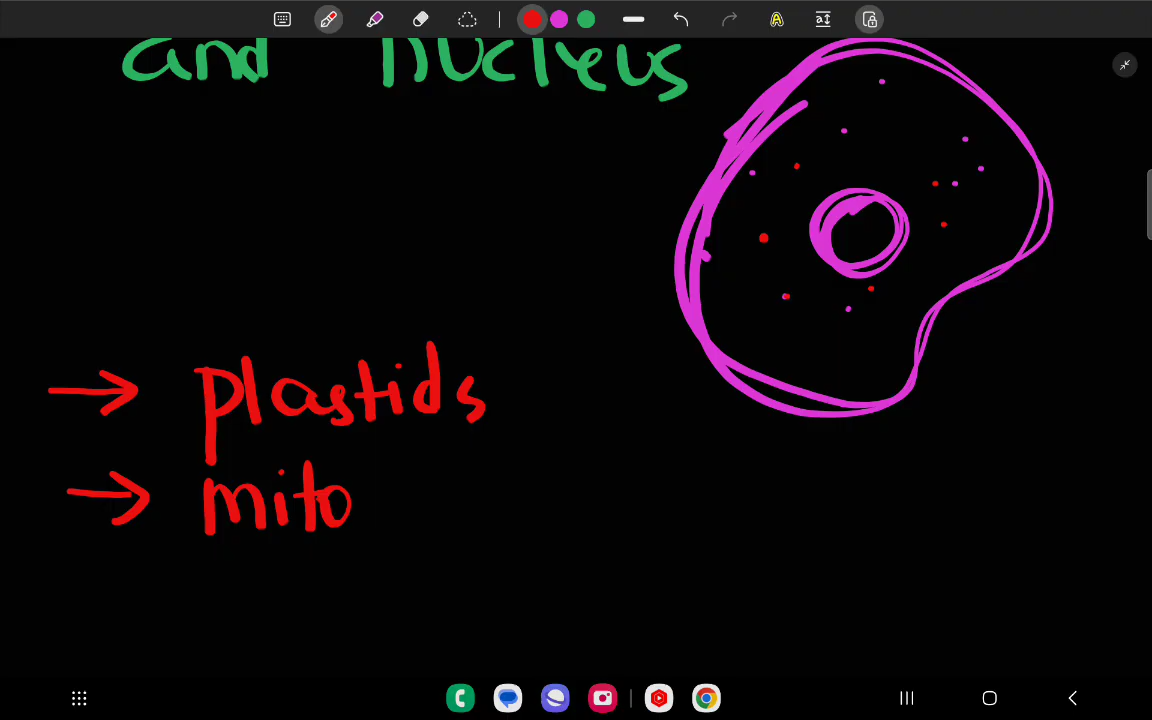 and nucleus
→ plastids
→ mito